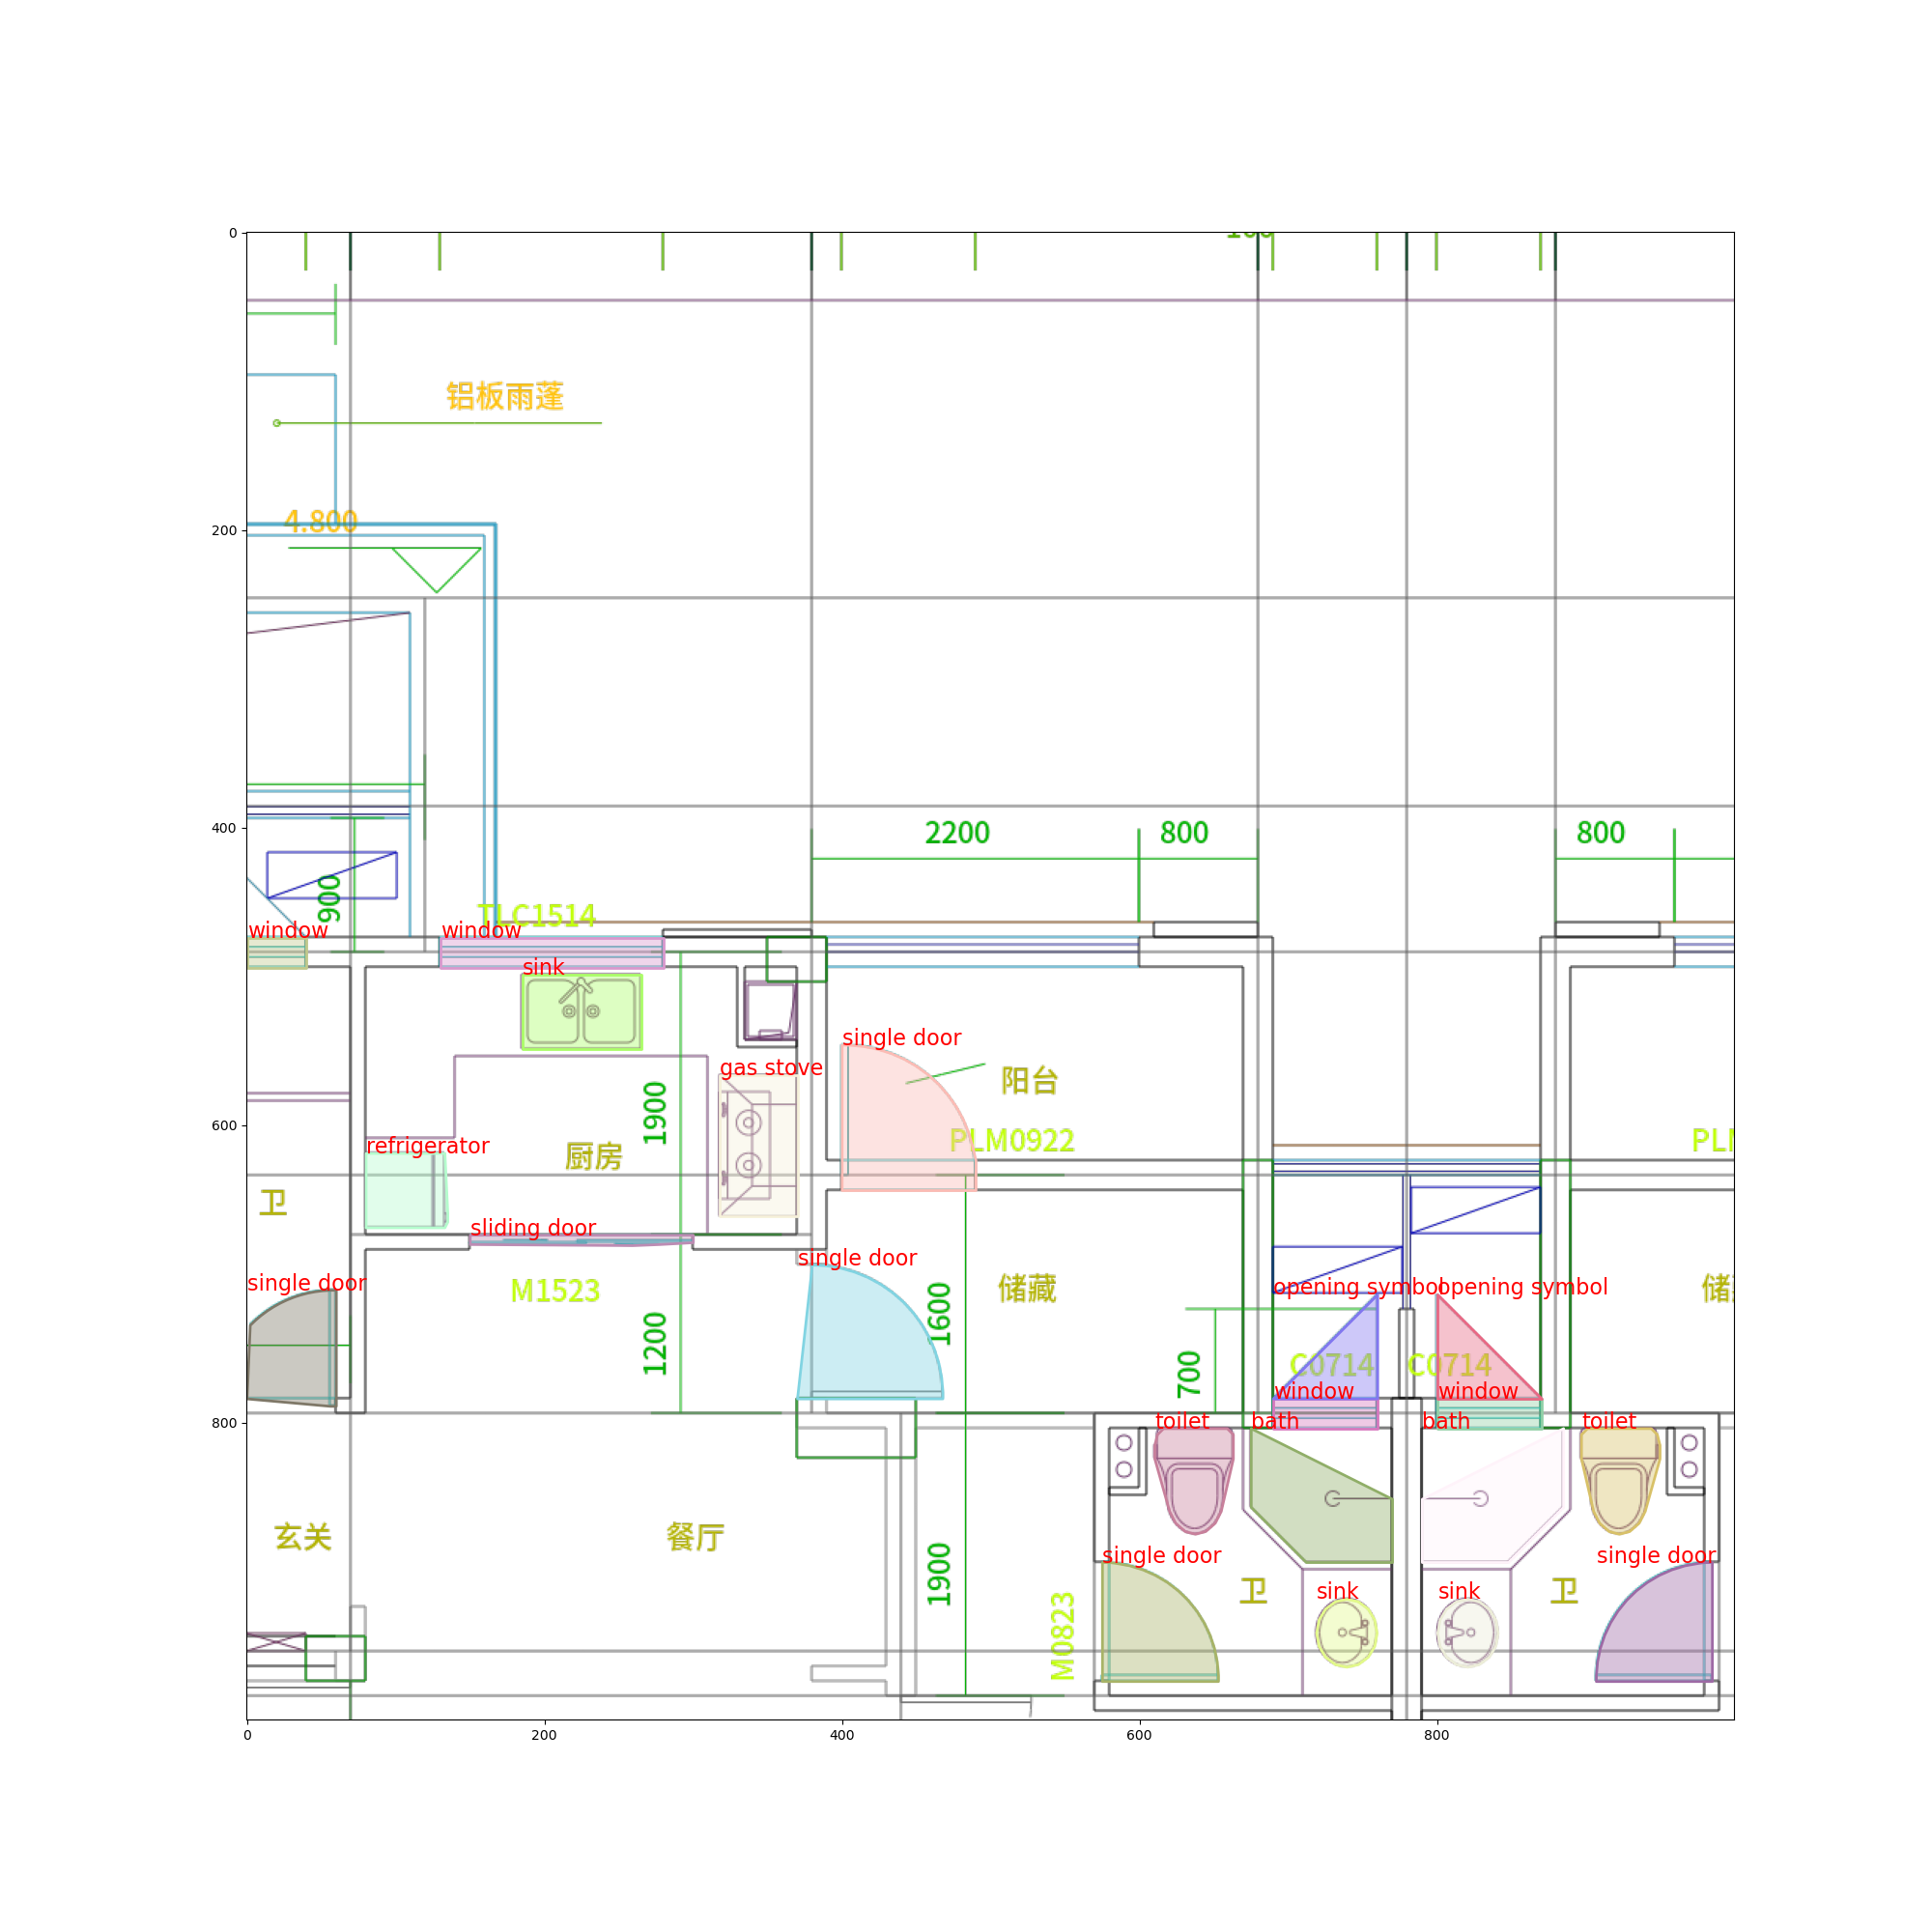 0
200
400
600
800
0
200
400
600
800
铝板雨蓬
4.800
2200
800
800
900
TLC1514
window
window
sink
single door
gas stove
阳台
1900
PLM0922
厨房
refrigerator
卫
sliding door
single door
single door
M1523
1200
1600
储藏
储
opening symbol
opening symbol
C0714
C0714
700
window
window
toilet
bath
bath
toilet
玄关
餐厅
1900
single door
single door
卫
卫
sink
sink
M0823